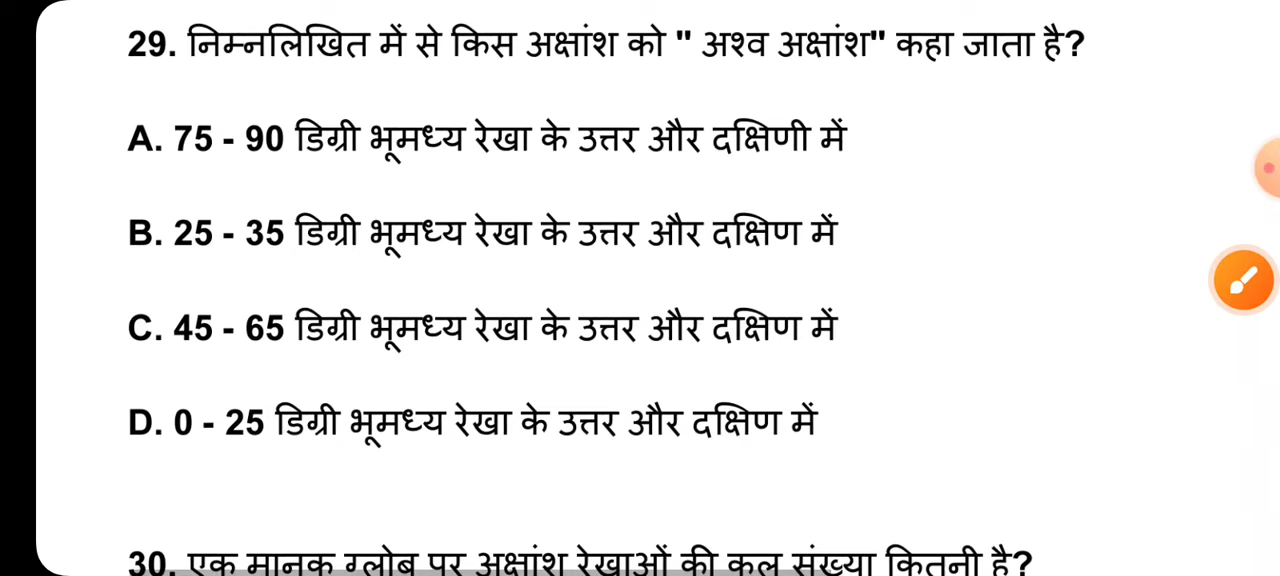 29. निम्नलिखित में से किस अक्षांश को " अश्व अक्षांश" कहा जाता है?
A. 75 - 90 डिग्री भूमध्य रेखा के उत्तर और दक्षिणी में
B. 25 - 35 डिग्री भूमध्य रेखा के उत्तर और दक्षिण में
C. 45 - 65 डिग्री भूमध्य रेखा के उत्तर और दक्षिण में
D. 0 - 25 डिग्री भूमध्य रेखा के उत्तर और दक्षिण में
30. एक मानक ग्लोब पर अक्षांश रेखाओं की कुल संख्या कितनी है?